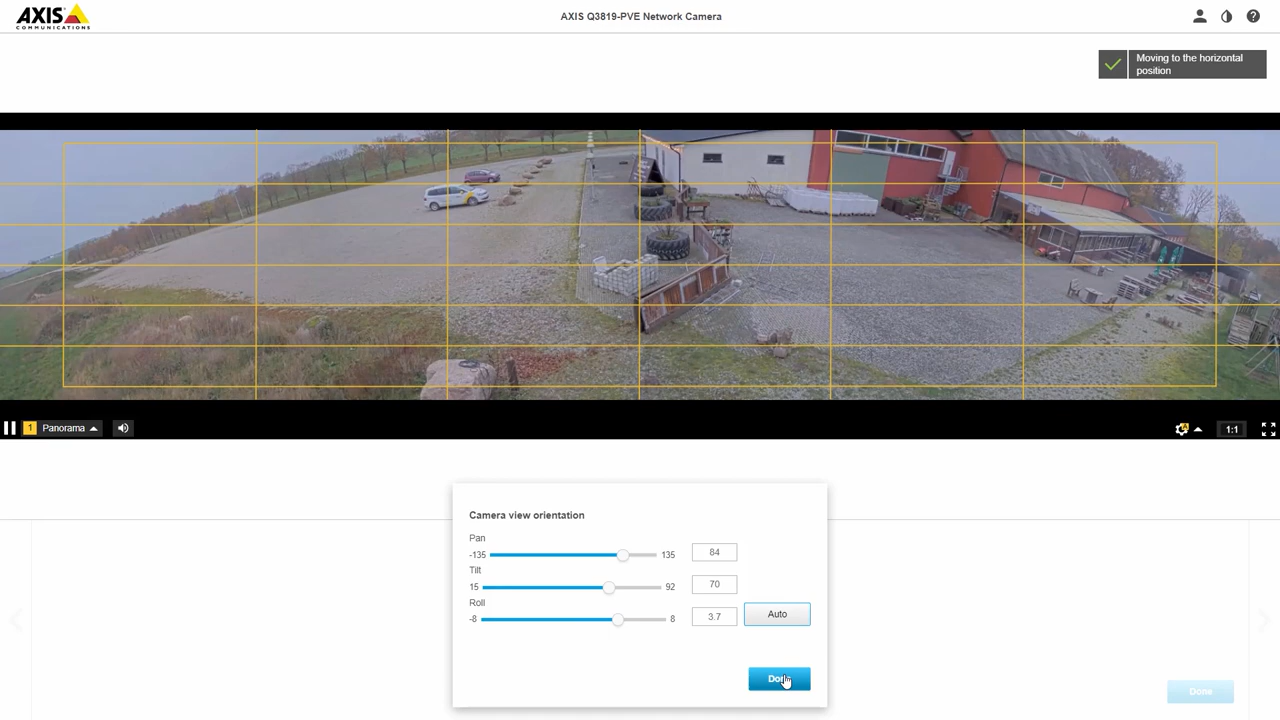 AXIS
COMMUNICATIONS
AXIS Q3819-PVE Network Camera
Moving to the horizontal
position
1 Panorama
1:1
Camera view orientation
Pan
-135 135 84
Tilt
15 92 70
Roll
-8 8 3.7 Auto
Done